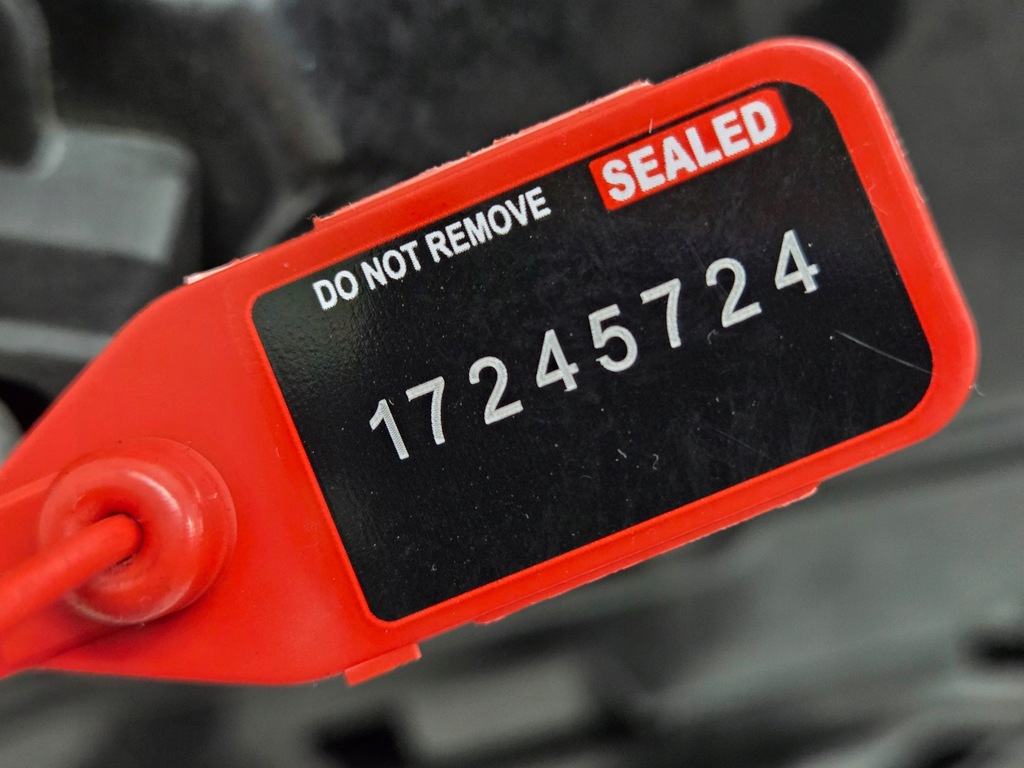 DO NOT REMOVE SEALED
17245724